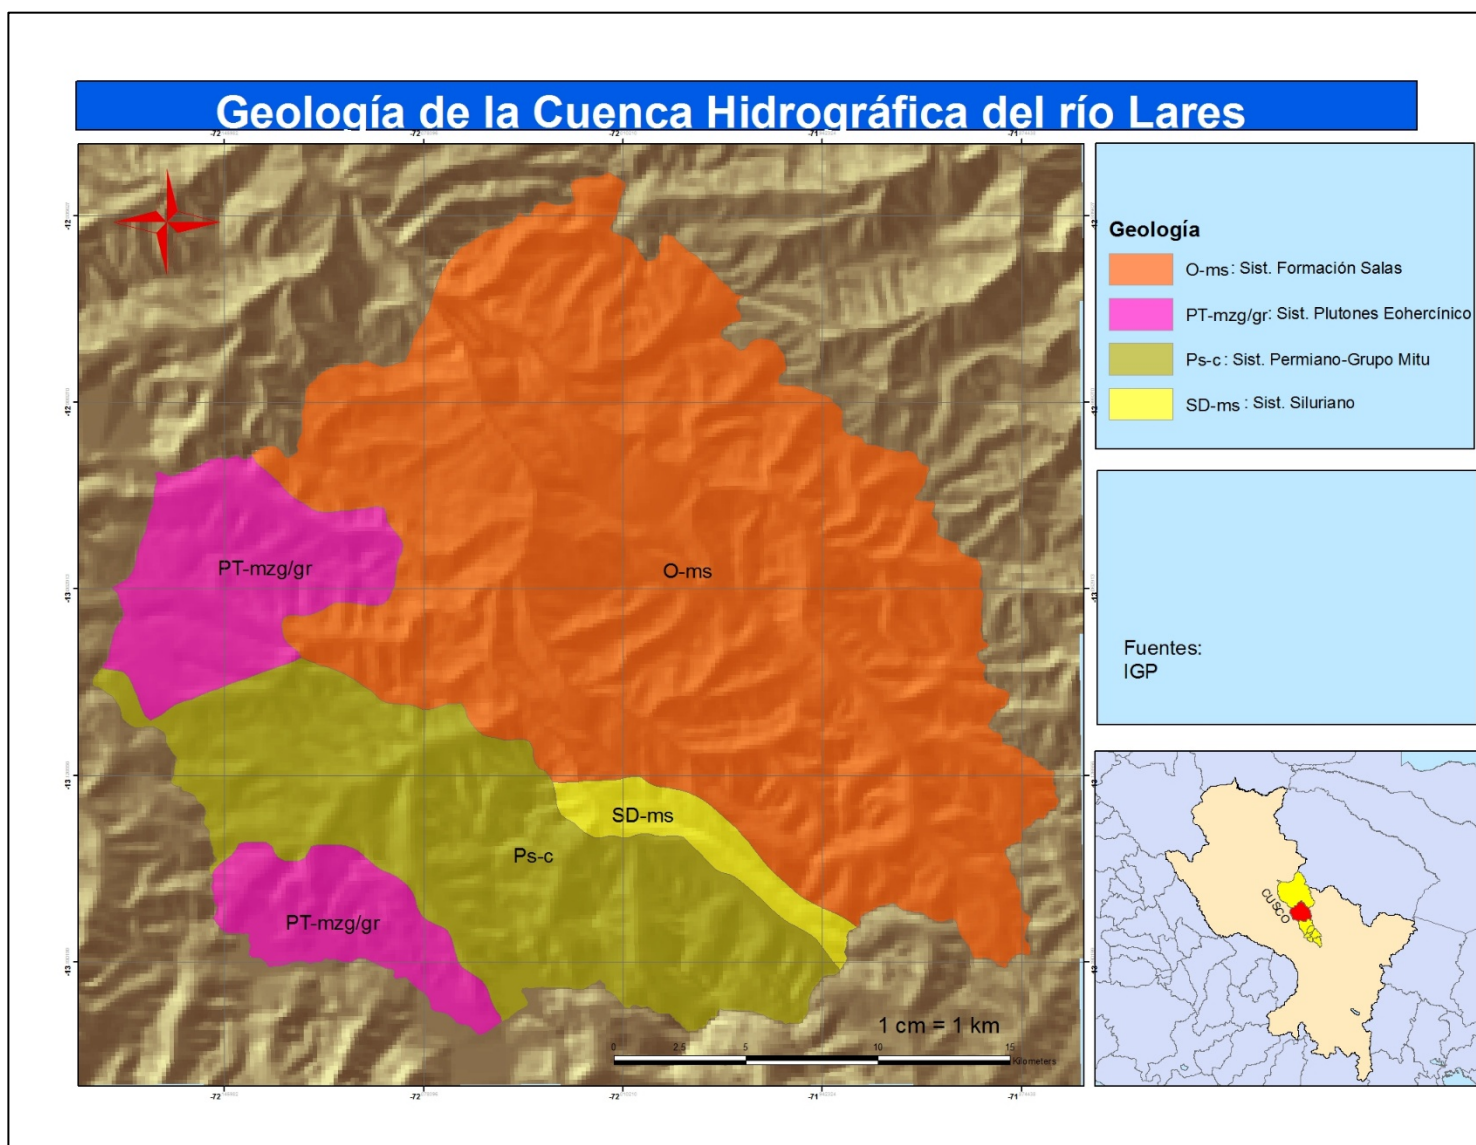 Geología de la Cuenca Hidrográfica del río Lares
Geología
O-ms : Sist. Formación Salas
PT-mzg/gr: Sist. Plutones Eohercínico
Ps-c : Sist. Permiano-Grupo Mitu
SD-ms : Sist. Siluriano
PT-mzg/gr
O-ms
SD-ms
Ps-c
PT-mzg/gr
Fuentes:
IGP
CUSCO
1 cm = 1 km
0 2.5 5 10 15
Kilometers